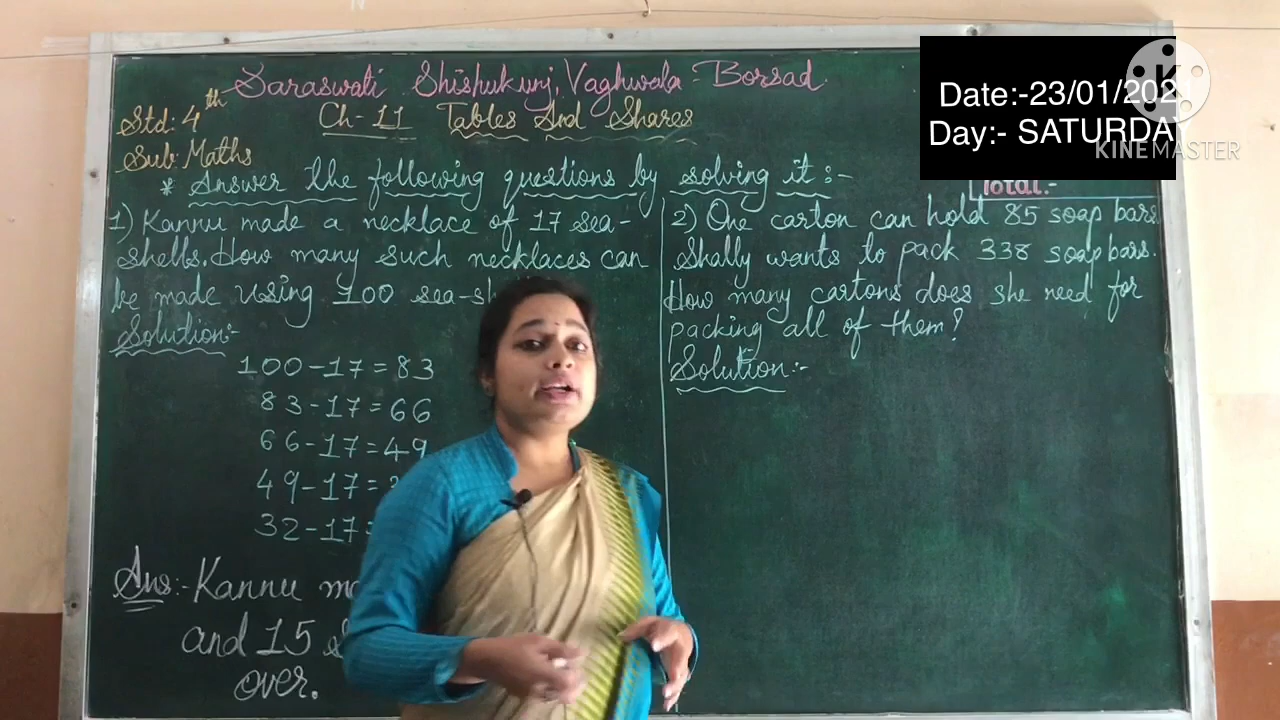 Saraswati Shishukunj, Vaghwala - Borsad
Std: 4th
Ch-11 Tables And Shares
Sub: Maths
* Answer the following questions by solving it:-
Total:-
1) Kannu made a necklace of 17 sea-
shells. How many such necklaces can
be made using 100 sea-
Solution:-
100-17=83
83-17=66
66-17=49
49-17=
32-17=
Ans:- Kannu
and 15
over.
2) One carton can hold 85 soap bars.
Shally wants to pack 338 soap bars.
How many cartons does she need for
packing all of them?
Solution:-
Date:-23/01/202
Day:- SATURDAY
KINEMASTER